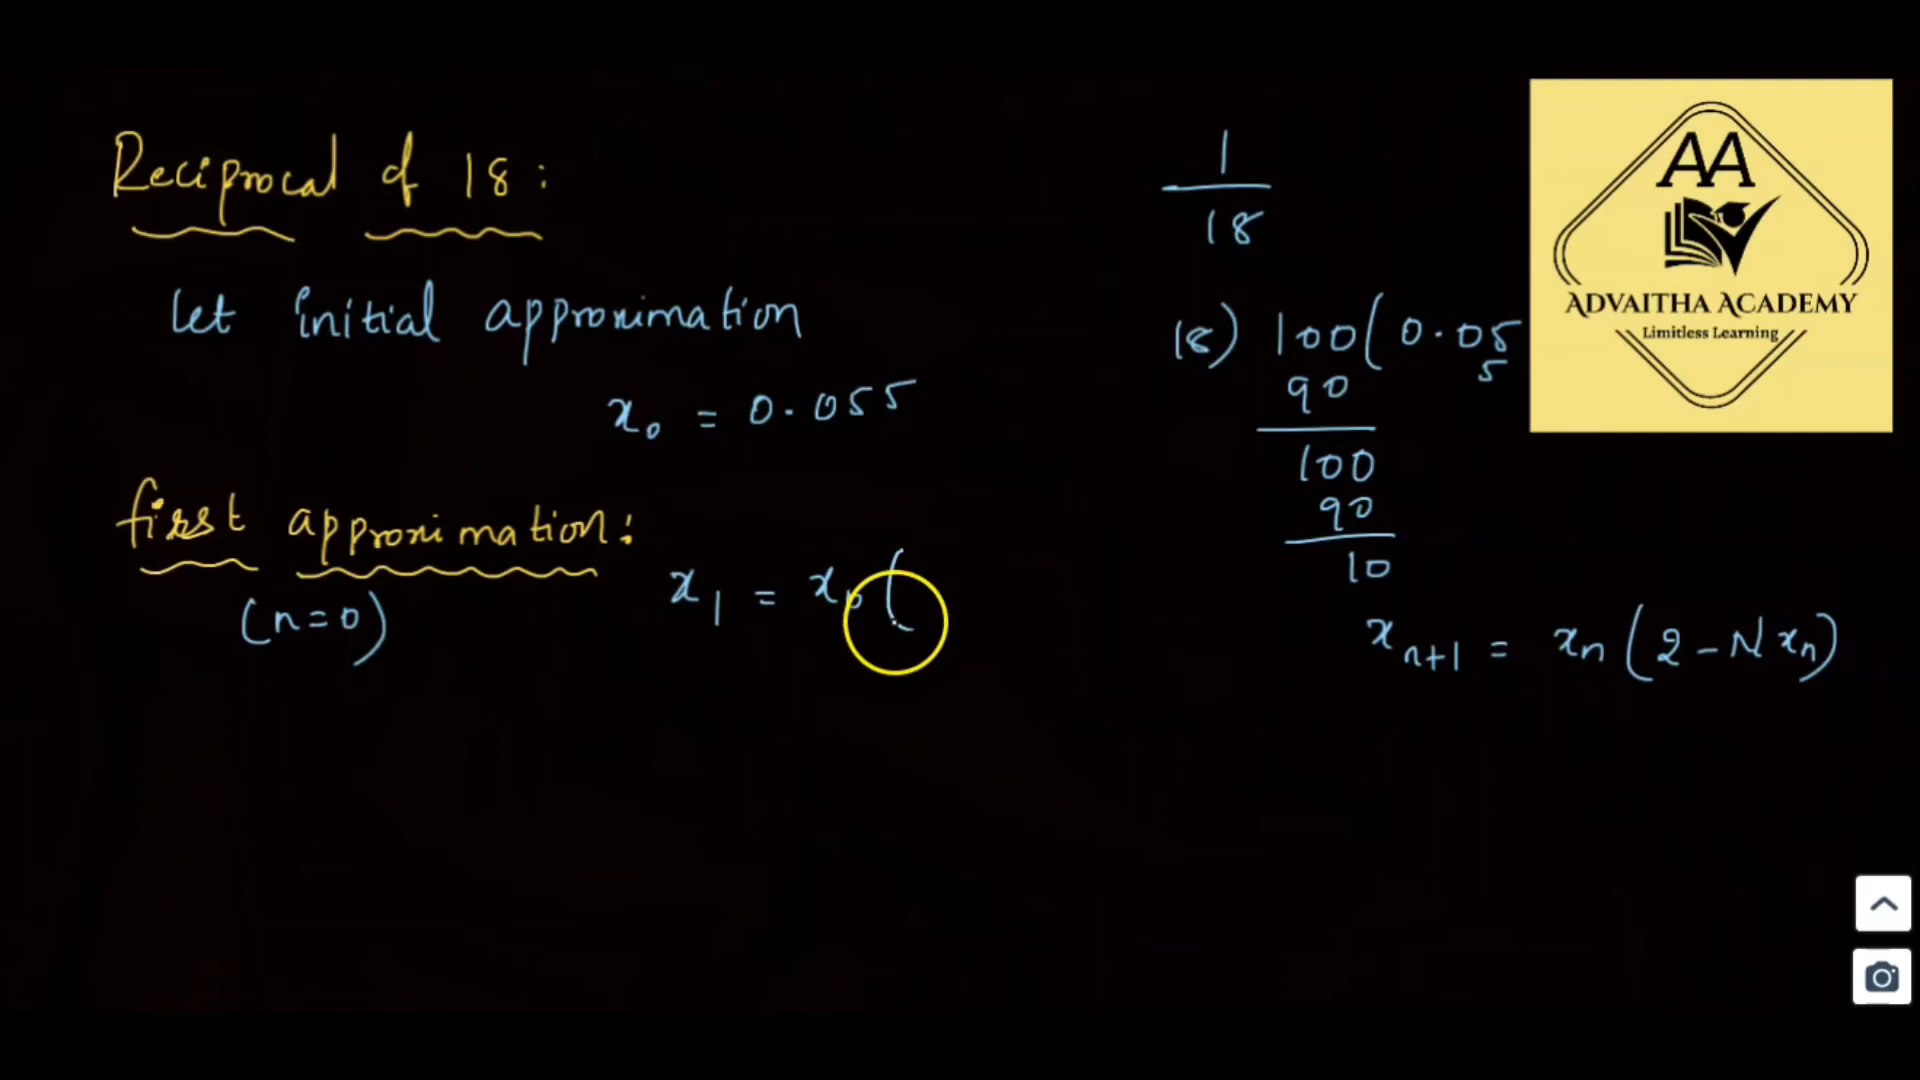 Reciprocal of 18:
let initial approximation
x₀ = 0.055
first approximation:
(n=0)
x₁ = x₀ (
1
18
18) 100 ( 0.05
5
90
100
90
10
xₙ₊₁ = xₙ (2 - N xₙ)
AA
ADVAITHA ACADEMY
Limitless Learning